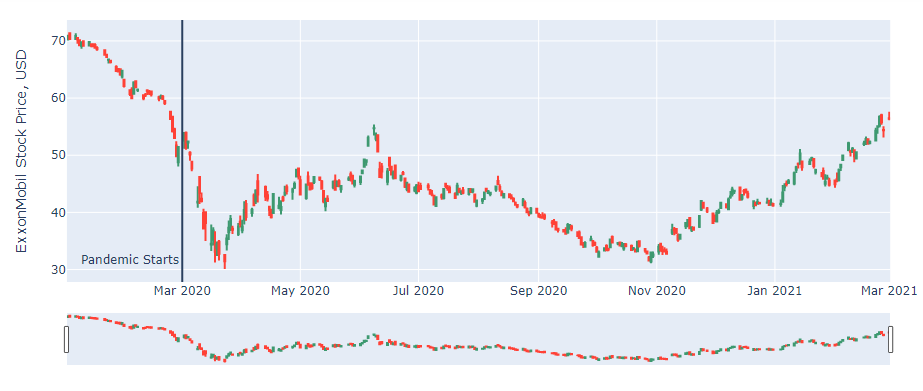 ExxonMobil Stock Price, USD
70
60
50
40
30
Pandemic Starts
Mar 2020
May 2020
Jul 2020
Sep 2020
Nov 2020
Jan 2021
Mar 2021